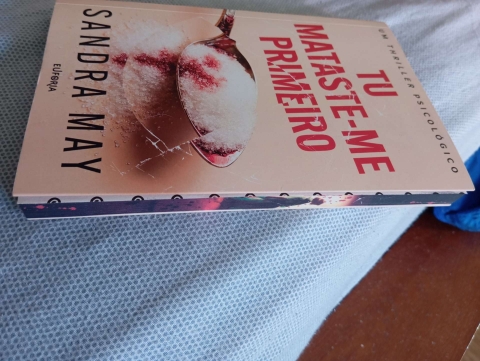 UM THRILLER PSICOLÓGICO
TU
MATASTE-ME
PRIMEIRO
SANDRA MAY
EUFORIA